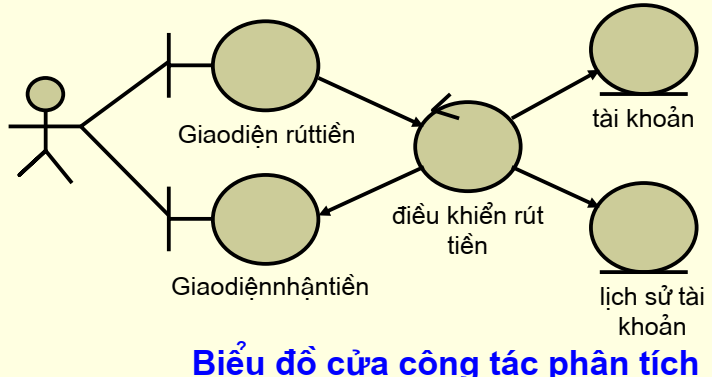 Giaodiện rúttiền
tài khoản
điều khiển rút
tiền
Giaodiệnnhậntiền
lịch sử tài
khoản
Biểu đồ cửa công tác phân tích